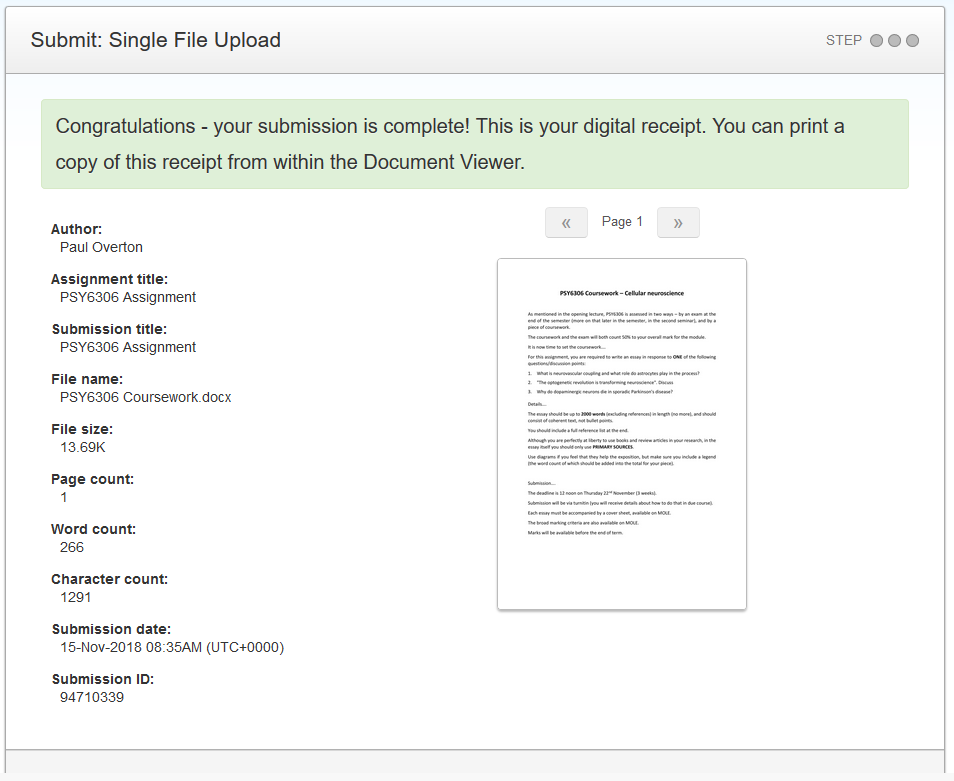 Submit: Single File Upload
STEP
Congratulations - your submission is complete! This is your digital receipt. You can print a
copy of this receipt from within the Document Viewer.
Author:
Paul Overton
Assignment title:
PSY6306 Assignment
Submission title:
PSY6306 Assignment
File name:
PSY6306 Coursework.docx
File size:
13.69K
Page count:
1
Word count:
266
Character count:
1291
Submission date:
15-Nov-2018 08:35AM (UTC+0000)
Submission ID:
94710339
« Page 1 »
PSY6306 Coursework – Cellular neuroscience
As mentioned in the opening lecture, PSY6306 is assessed in two ways – by an exam at the
end of the semester (more on that later in the semester, in the second seminar), and by a
piece of coursework.
The coursework and the exam will both count 50% to your overall mark for the module.
It is now time to set the coursework...
For this assignment, you are required to write an essay in response to ONE of the following
questions/discussion points:
1. What is neurovascular coupling and what role do astrocytes play in the process?
2. "The optogenetic revolution is transforming neuroscience". Discuss
3. Why do dopaminergic neurons die in sporadic Parkinson's disease?
Details....
The essay should be up to 2000 words (excluding references) in length (no more), and should
consist of coherent text, not bullet points.
You should include a full reference list at the end.
Although you are perfectly at liberty to use books and review articles in your research, in the
essay itself you should only use PRIMARY SOURCES.
Use diagrams if you feel that they help the exposition, but make sure you include a legend
(the word count of which should be added into the total for your piece).
Submission....
The deadline is 12 noon on Thursday 22nd November (3 weeks).
Submission will be via turnitin (you will receive details about how to do that in due course).
Each essay must be accompanied by a cover sheet, available on MOLE.
The broad marking criteria are also available on MOLE.
Marks will be available before the end of term.